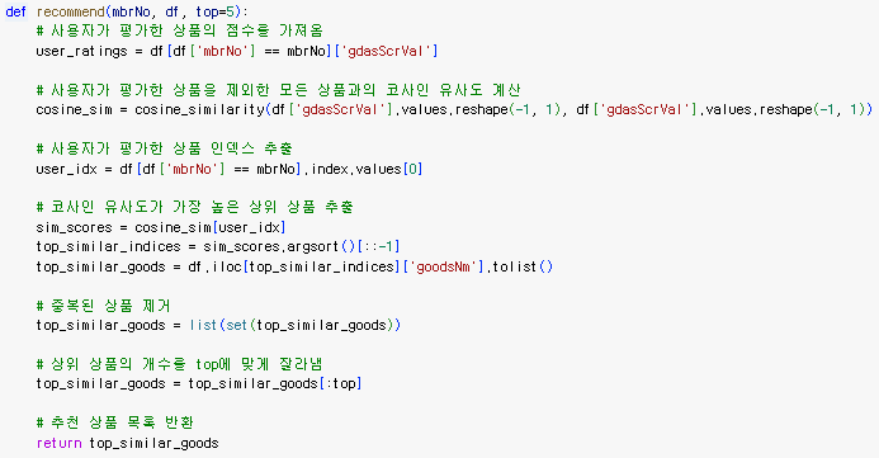 def recommend(mbrNo, df, top=5):
    # 사용자가 평가한 상품의 점수를 가져옴
    user_ratings = df[df['mbrNo'] == mbrNo]['gdasScrVal']
    # 사용자가 평가한 상품을 제외한 모든 상품과의 코사인 유사도 계산
    cosine_sim = cosine_similarity(df['gdasScrVal'].values.reshape(-1, 1), df['gdasScrVal'].values.reshape(-1, 1))
    # 사용자가 평가한 상품 인덱스 추출
    user_idx = df[df['mbrNo'] == mbrNo].index.values[0]
    # 코사인 유사도가 가장 높은 상위 상품 추출
    sim_scores = cosine_sim[user_idx]
    top_similar_indices = sim_scores.argsort()[::-1]
    top_similar_goods = df.iloc[top_similar_indices]['goodsNm'].tolist()
    # 중복된 상품 제거
    top_similar_goods = list(set(top_similar_goods))
    # 상위 상품의 개수를 top에 맞게 잘라냄
    top_similar_goods = top_similar_goods[:top]
    # 추천 상품 목록 반환
    return top_similar_goods